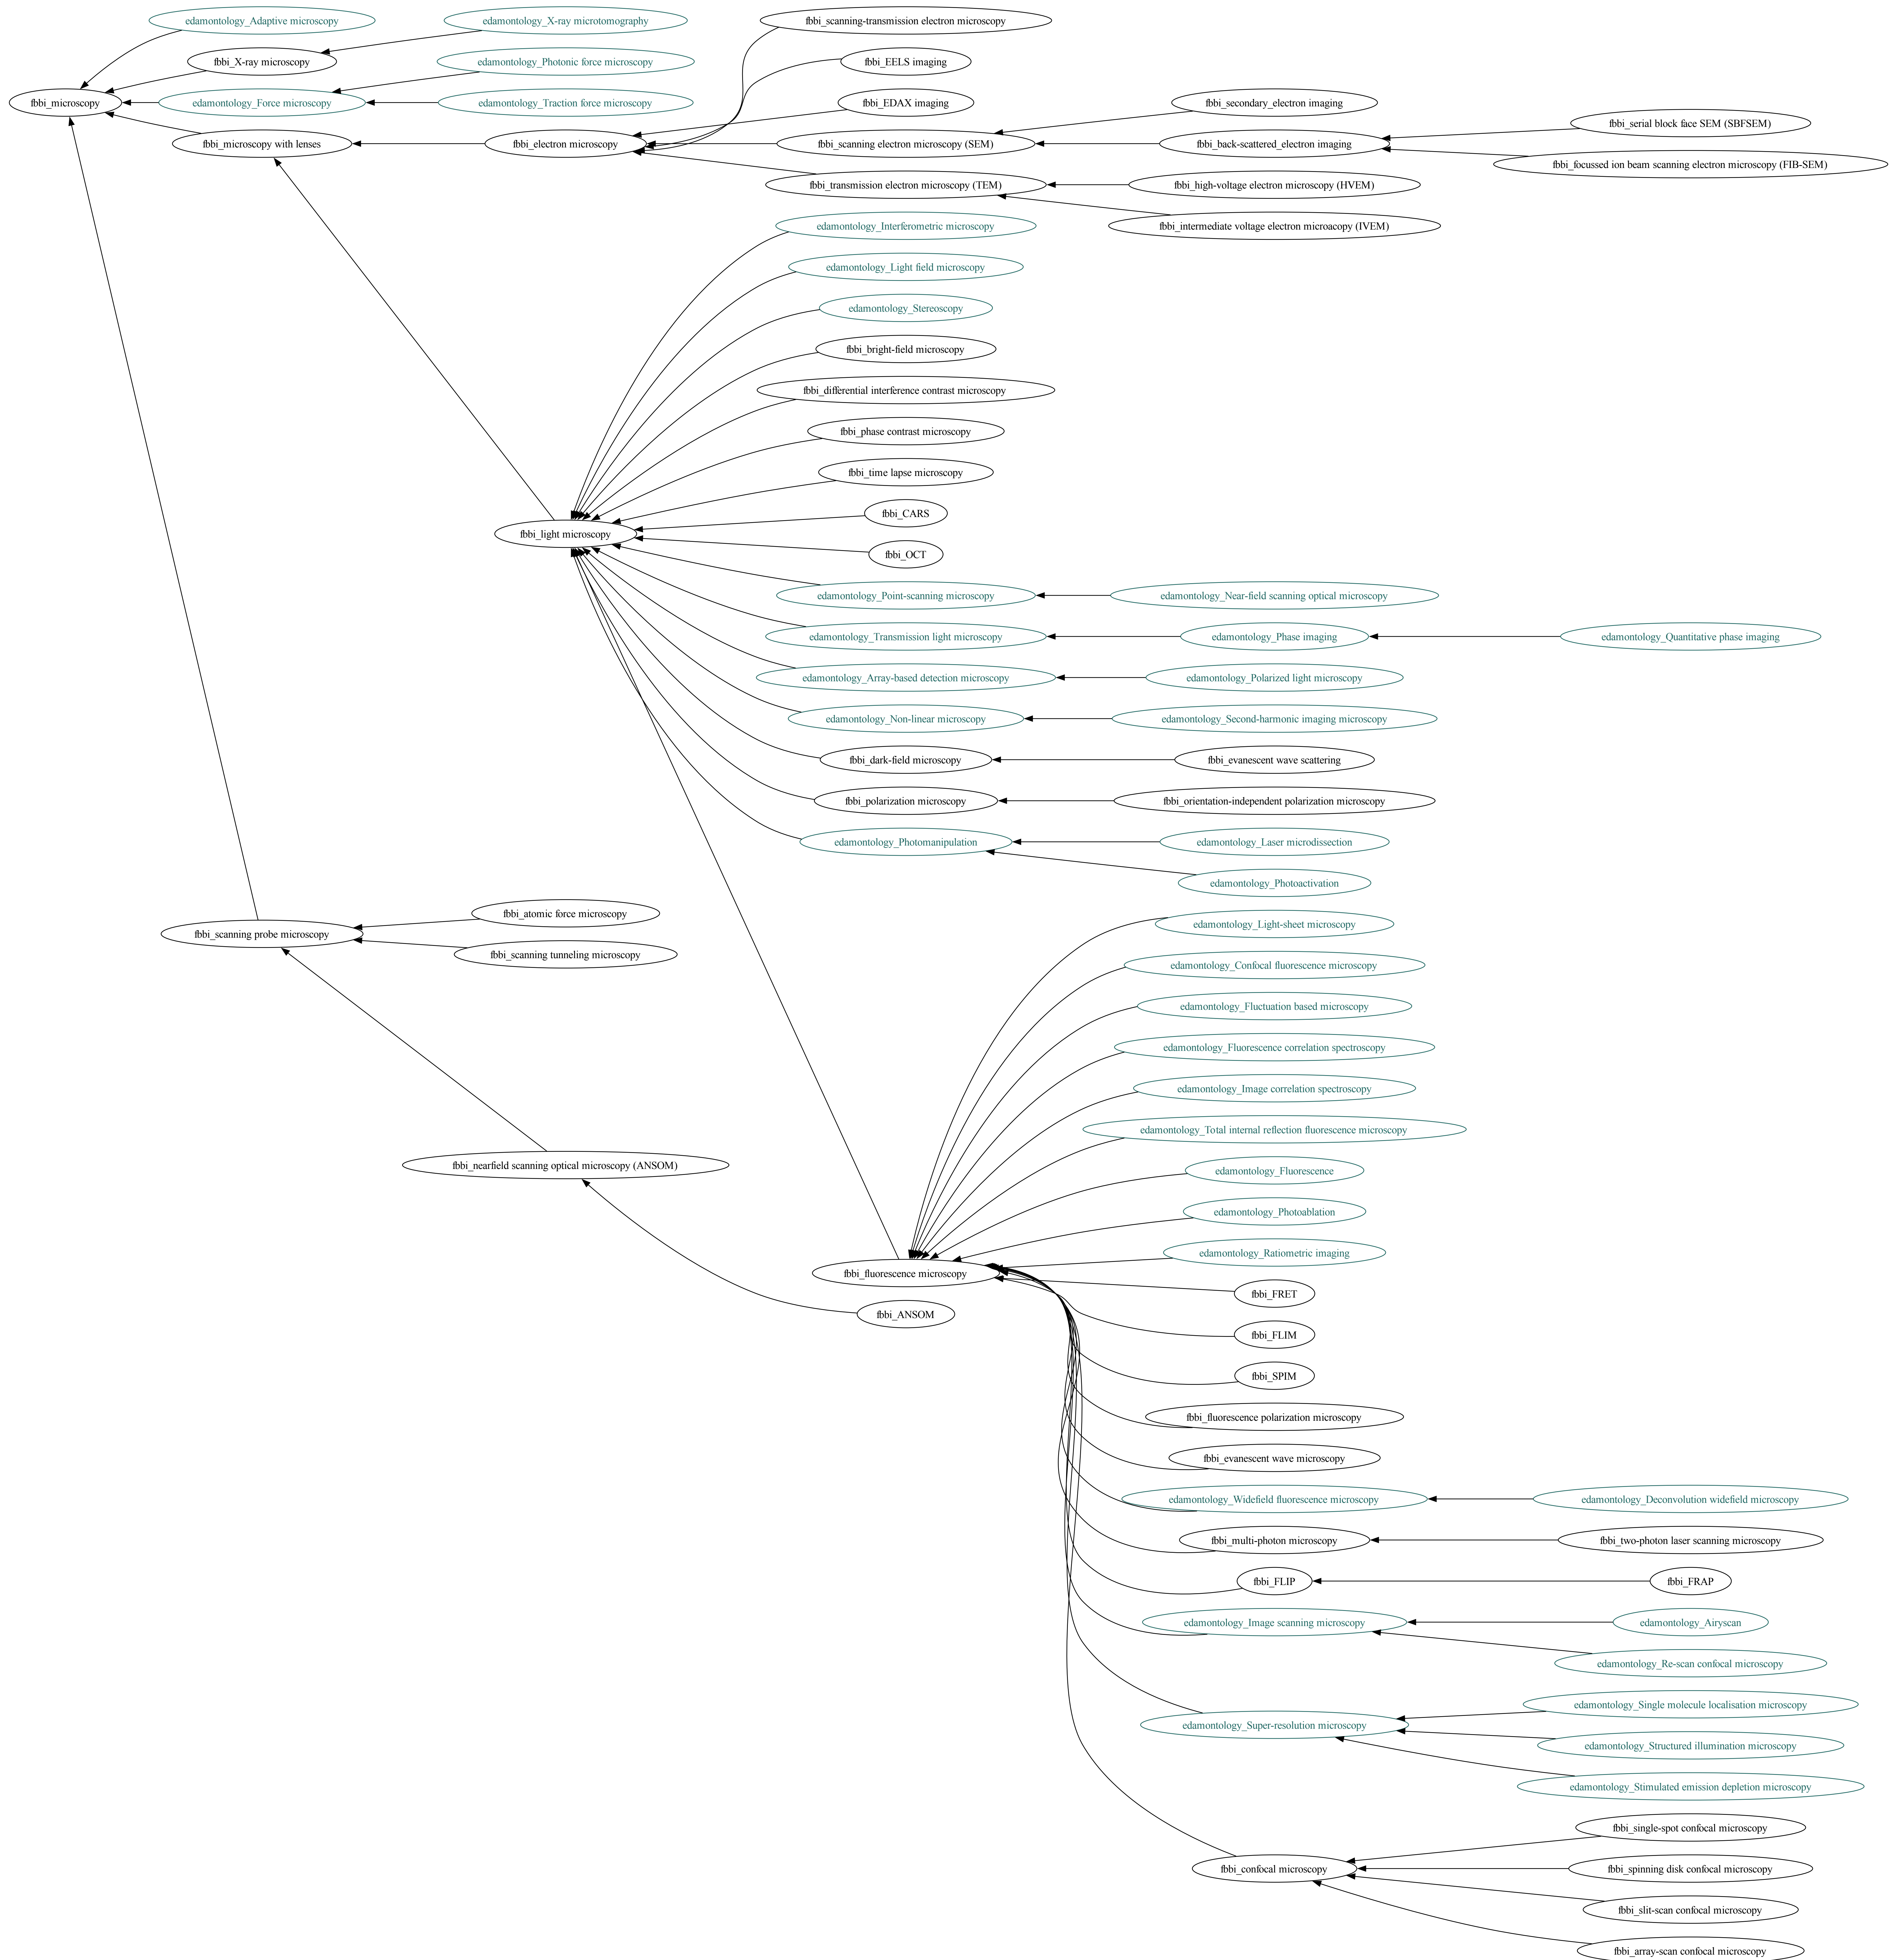 edamontology_Adaptive microscopy
edamontology_X-ray microtomography
fbbi_scanning-transmission electron microscopy
fbbi_X-ray microscopy
edamontology_Photonic force microscopy
fbbi_EELS imaging
fbbi_microscopy
edamontology_Force microscopy
edamontology_Traction force microscopy
fbbi_EDAX imaging
fbbi_secondary_electron imaging
fbbi_serial block face SEM (SBFSEM)
fbbi_microscopy with lenses
fbbi_electron microscopy
fbbi_scanning electron microscopy (SEM)
fbbi_back-scattered_electron imaging
fbbi_focussed ion beam scanning electron microscopy (FIB-SEM)
fbbi_transmission electron microscopy (TEM)
fbbi_high-voltage electron microscopy (HVEM)
edamontology_Interferometric microscopy
fbbi_intermediate voltage electron microacopy (IVEM)
edamontology_Light field microscopy
edamontology_Stereoscopy
fbbi_bright-field microscopy
fbbi_differential interference contrast microscopy
fbbi_phase contrast microscopy
fbbi_time lapse microscopy
fbbi_CARS
fbbi_light microscopy
fbbi_OCT
edamontology_Point-scanning microscopy
edamontology_Near-field scanning optical microscopy
edamontology_Transmission light microscopy
edamontology_Phase imaging
edamontology_Quantitative phase imaging
edamontology_Array-based detection microscopy
edamontology_Polarized light microscopy
edamontology_Non-linear microscopy
edamontology_Second-harmonic imaging microscopy
fbbi_dark-field microscopy
fbbi_evanescent wave scattering
fbbi_polarization microscopy
fbbi_orientation-independent polarization microscopy
edamontology_Photomanipulation
edamontology_Laser microdissection
edamontology_Photoactivation
fbbi_atomic force microscopy
edamontology_Light-sheet microscopy
fbbi_scanning probe microscopy
fbbi_scanning tunneling microscopy
edamontology_Confocal fluorescence microscopy
edamontology_Fluctuation based microscopy
edamontology_Fluorescence correlation spectroscopy
edamontology_Image correlation spectroscopy
edamontology_Total internal reflection fluorescence microscopy
fbbi_nearfield scanning optical microscopy (ANSOM)
edamontology_Fluorescence
edamontology_Photoablation
edamontology_Ratiometric imaging
fbbi_fluorescence microscopy
fbbi_FRET
fbbi_ANSOM
fbbi_FLIM
fbbi_SPIM
fbbi_fluorescence polarization microscopy
fbbi_evanescent wave microscopy
edamontology_Widefield fluorescence microscopy
edamontology_Deconvolution widefield microscopy
fbbi_multi-photon microscopy
fbbi_two-photon laser scanning microscopy
fbbi_FLIP
fbbi_FRAP
edamontology_Image scanning microscopy
edamontology_Airyscan
edamontology_Re-scan confocal microscopy
edamontology_Single molecule localisation microscopy
edamontology_Super-resolution microscopy
edamontology_Structured illumination microscopy
edamontology_Stimulated emission depletion microscopy
fbbi_single-spot confocal microscopy
fbbi_confocal microscopy
fbbi_spinning disk confocal microscopy
fbbi_slit-scan confocal microscopy
fbbi_array-scan confocal microscopy